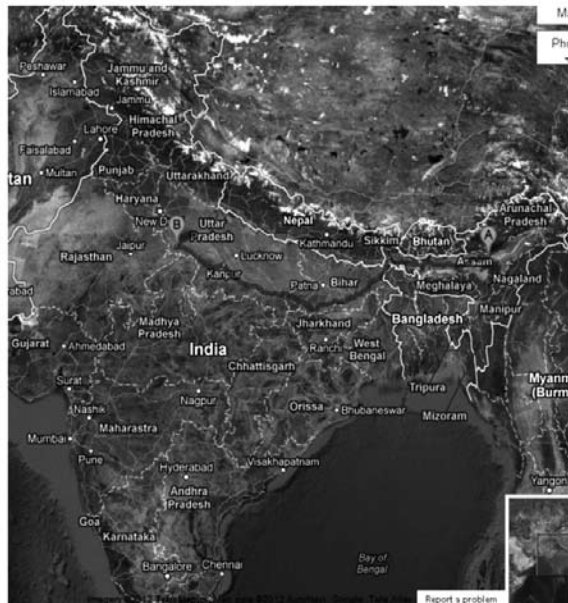 Ma
Pho
Peshawar
Jammu and
Kashmir
Islamabad
Jammu
Himachal
Pradesh
Lahore
Faisalabad
Punjab
Uttarakhand
tan
Multan
Haryana
New D
B
Uttar
Pradesh
Nepal
Kathmandu
Sikkim
Bhutan
A
Arunachal
Pradesh
Jaipur
Rajasthan
Lucknow
Kanpur
Assam
Nagaland
Patna
Bihar
Meghalaya
Manipur
Bangladesh
Madhya
Pradesh
Jharkhand
Ranchi
West
Bengal
Gujarat
Ahmedabad
India
Chhattisgarh
Myanm
(Burm
Surat
Nagpur
Tripura
Orissa
Bhubaneswar
Mizoram
Nashik
Maharastra
Mumbai
Pune
Hyderabad
Visakhapatnam
Yangon
Andhra
Pradesh
Goa
Karnataka
Bay of
Bengal
Bangalore
Chennai
Report a problem